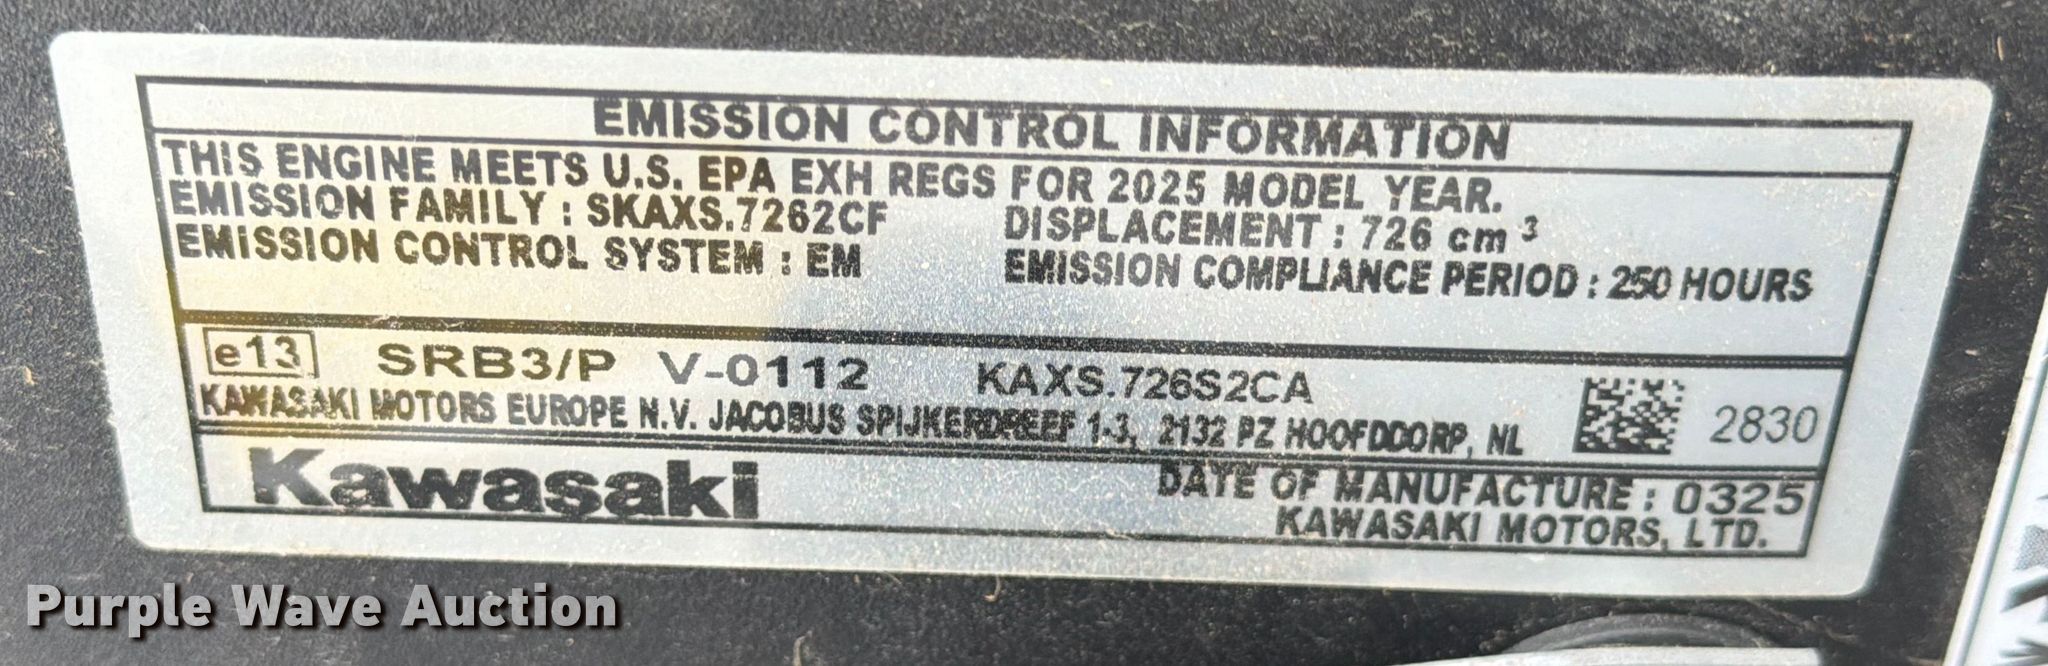 EMISSION CONTROL INFORMATION
THIS ENGINE MEETS U.S. EPA EXH REGS FOR 2025 MODEL YEAR.
EMISSION FAMILY : SKAXS.7262CF DISPLACEMENT : 726 cm³
EMISSION CONTROL SYSTEM : EM EMISSION COMPLIANCE PERIOD : 250 HOURS
e13 SRB3/P V-0112 KAXS.726S2CA
KAWASAKI MOTORS EUROPE N.V. JACOBUS SPIJKERDREEF 1-3, 2132 PZ HOOFDDORP, NL
2830
Kawasaki
DATE OF MANUFACTURE : 0325
KAWASAKI MOTORS, LTD.
Purple Wave Auction